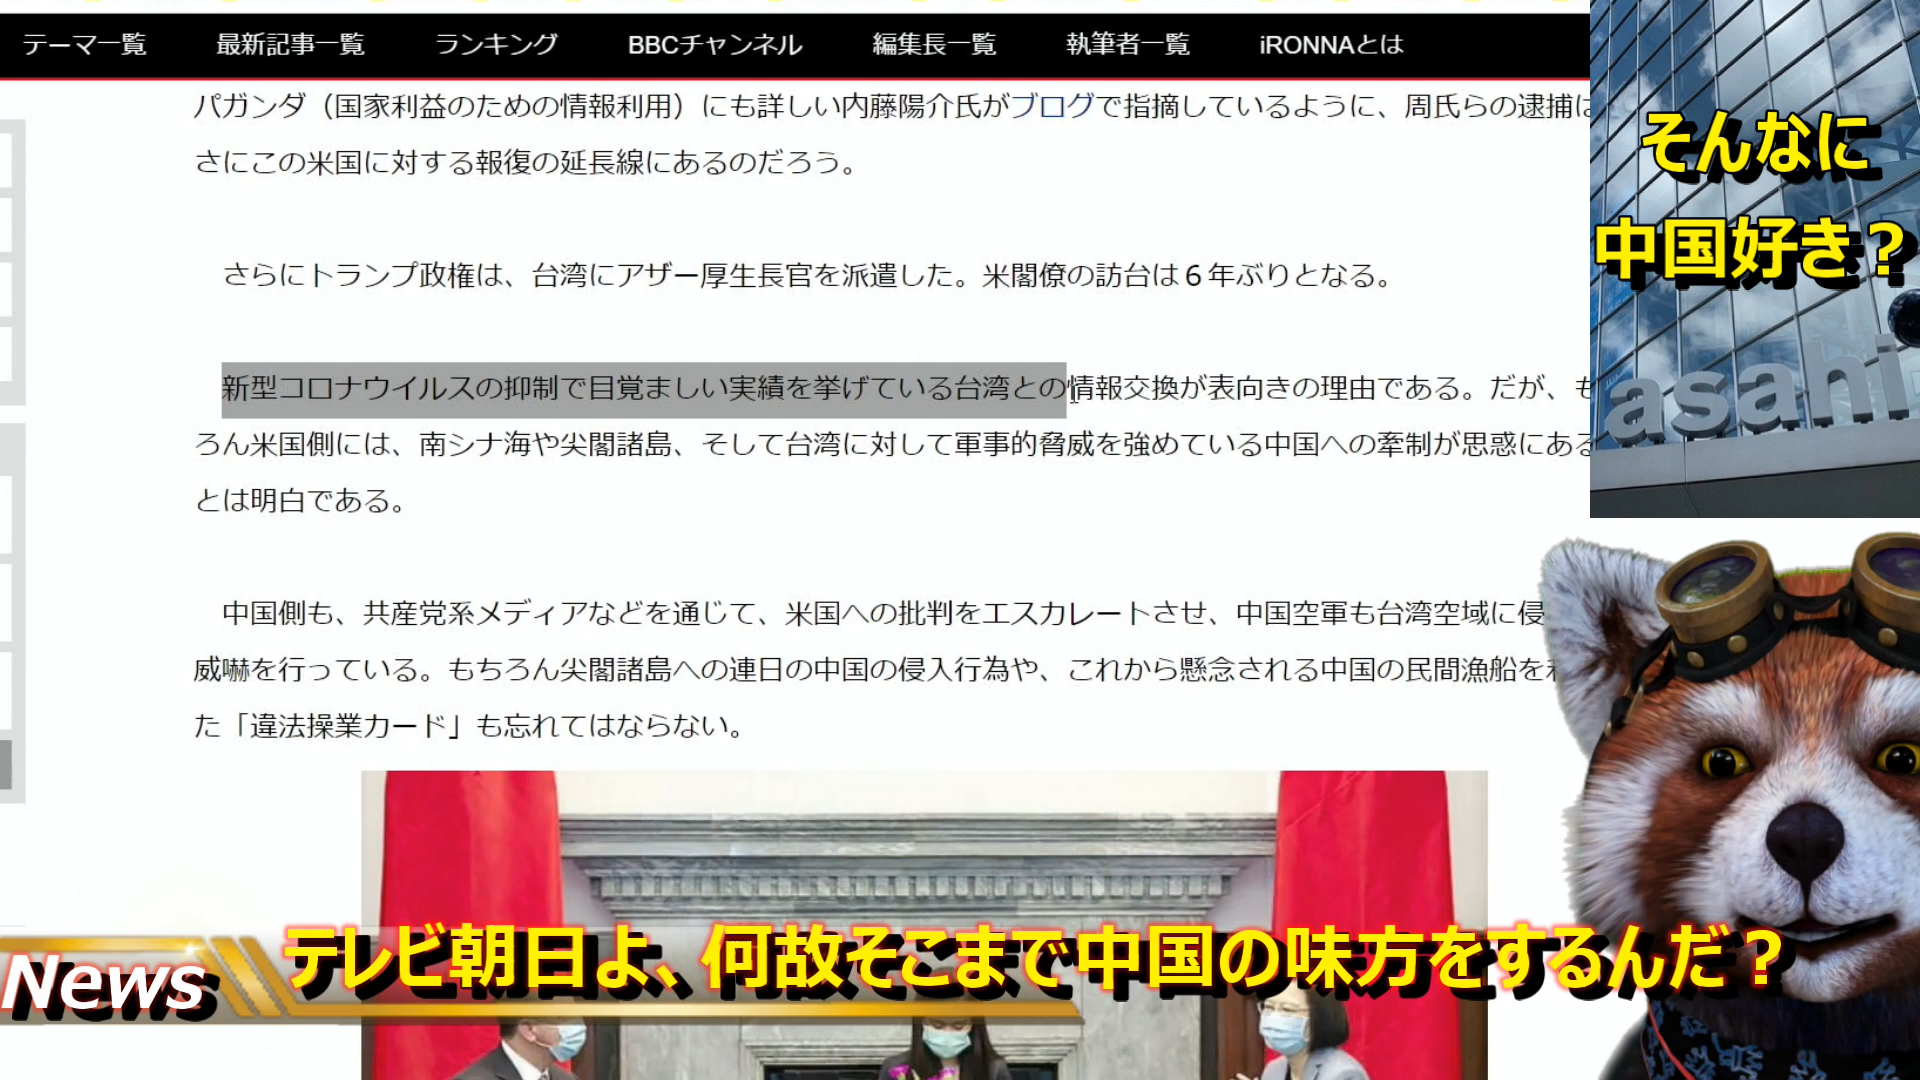 テーマ一覧 最新記事一覧 ランキング BBCチャンネル 編集長一覧 執筆者一覧 iRONNAとは
パガンダ（国家利益のための情報利用）にも詳しい内藤陽介氏がブログで指摘しているように、周氏らの逮捕は
さにこの米国に対する報復の延長線にあるのだろう。
さらにトランプ政権は、台湾にアザー厚生長官を派遣した。米閣僚の訪台は６年ぶりとなる。
新型コロナウイルスの抑制で目覚ましい実績を挙げている台湾との情報交換が表向きの理由である。だが、も
ろん米国側には、南シナ海や尖閣諸島、そして台湾に対して軍事的脅威を強めている中国への牽制が思惑にある
とは明白である。
中国側も、共産党系メディアなどを通じて、米国への批判をエスカレートさせ、中国空軍も台湾空域に侵
威嚇を行っている。もちろん尖閣諸島への連日の中国の侵入行為や、これから懸念される中国の民間漁船を
た「違法操業カード」も忘れてはならない。
そんなに
中国好き？
asahi
News
テレビ朝日よ、何故そこまで中国の味方をするんだ？